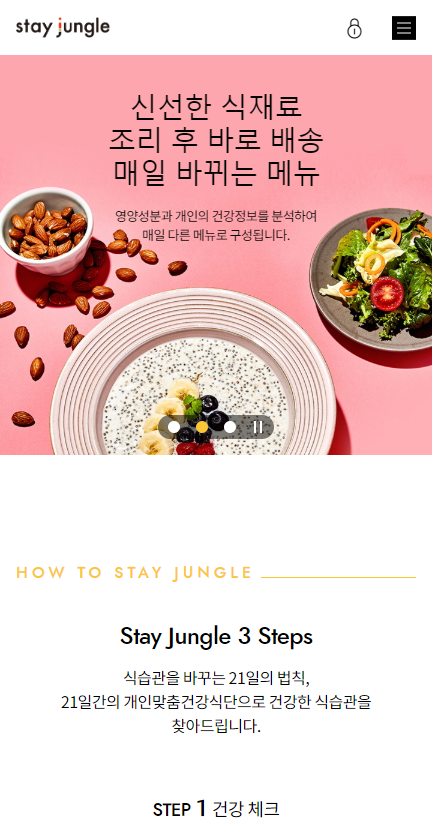 stay jungle
신선한 식재료
조리 후 바로 배송
매일 바뀌는 메뉴
영양성분과 개인의 건강정보를 분석하여
매일 다른 메뉴로 구성됩니다.
HOW TO STAY JUNGLE
Stay Jungle 3 Steps
식습관을 바꾸는 21일의 법칙,
21일간의 개인맞춤건강식단으로 건강한 식습관을
찾아드립니다.
STEP 1 건강 체크